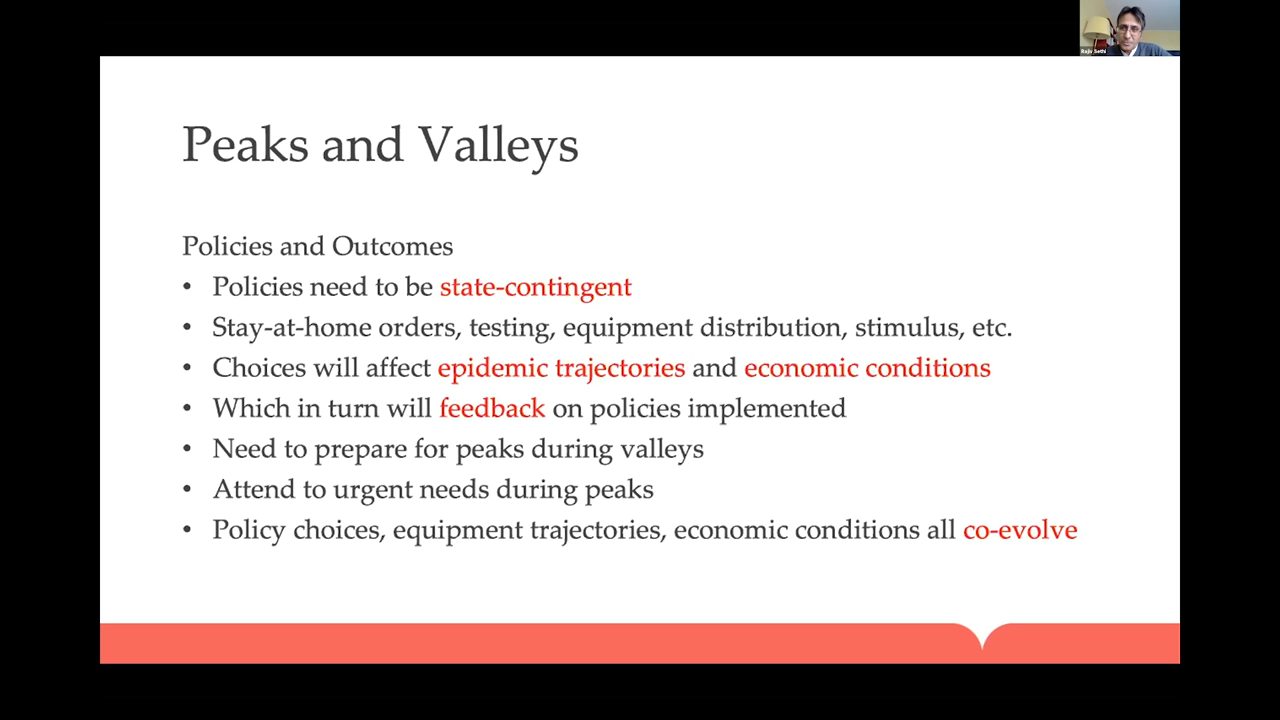 Rajiv Sethi
Peaks and Valleys
Policies and Outcomes
• Policies need to be state-contingent
• Stay-at-home orders, testing, equipment distribution, stimulus, etc.
• Choices will affect epidemic trajectories and economic conditions
• Which in turn will feedback on policies implemented
• Need to prepare for peaks during valleys
• Attend to urgent needs during peaks
• Policy choices, equipment trajectories, economic conditions all co-evolve